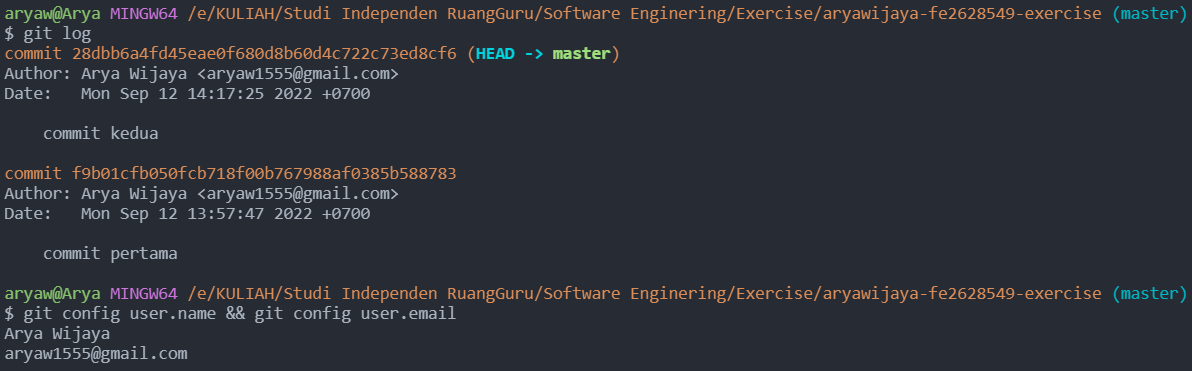 aryaw@Arya MINGW64 /e/KULIAH/Studi Independen RuangGuru/Software Enginering/Exercise/aryawijaya-fe2628549-exercise (master)
$ git log
commit 28dbb6a4fd45eae0f680d8b60d4c722c73ed8cf6 (HEAD -> master)
Author: Arya Wijaya <aryaw1555@gmail.com>
Date:   Mon Sep 12 14:17:25 2022 +0700

    commit kedua

commit f9b01cfb050fcb718f00b767988af0385b588783
Author: Arya Wijaya <aryaw1555@gmail.com>
Date:   Mon Sep 12 13:57:47 2022 +0700

    commit pertama

aryaw@Arya MINGW64 /e/KULIAH/Studi Independen RuangGuru/Software Enginering/Exercise/aryawijaya-fe2628549-exercise (master)
$ git config user.name && git config user.email
Arya Wijaya
aryaw1555@gmail.com